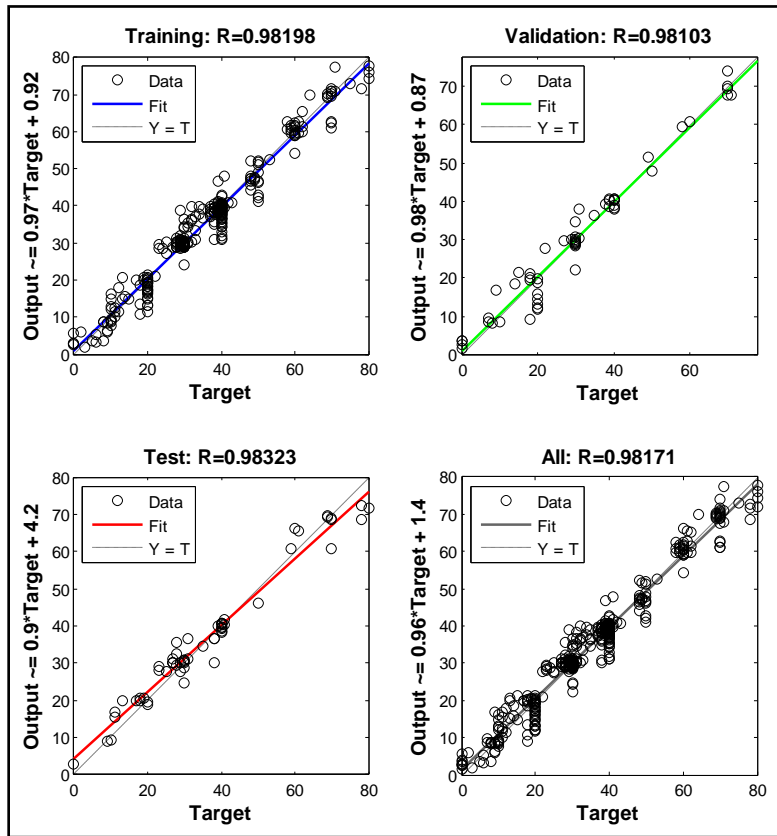 Training: R=0.98198
Output ~= 0.97*Target + 0.92
80
70
60
50
40
30
20
10
0
Data
Fit
Y = T
0 20 40 60 80
Target
Validation: R=0.98103
Output ~= 0.98*Target + 0.87
70
60
50
40
30
20
10
0
Data
Fit
Y = T
0 20 40 60
Target
Test: R=0.98323
Output ~= 0.9*Target + 4.2
80
70
60
50
40
30
20
10
0
Data
Fit
Y = T
0 20 40 60 80
Target
All: R=0.98171
Output ~= 0.96*Target + 1.4
80
70
60
50
40
30
20
10
0
Data
Fit
Y = T
0 20 40 60 80
Target